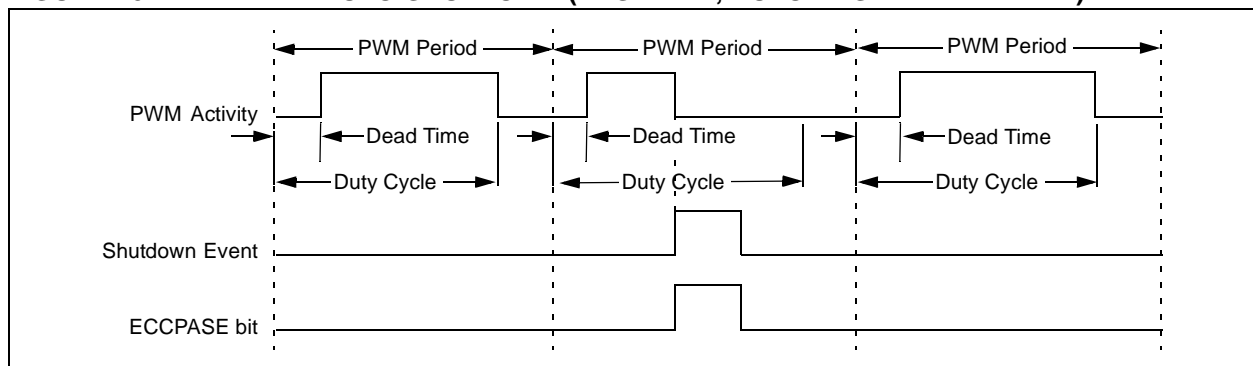 PWM Period PWM Period PWM Period
PWM Activity
Dead Time Dead Time Dead Time
Duty Cycle Duty Cycle Duty Cycle
Shutdown Event
ECCPASE bit